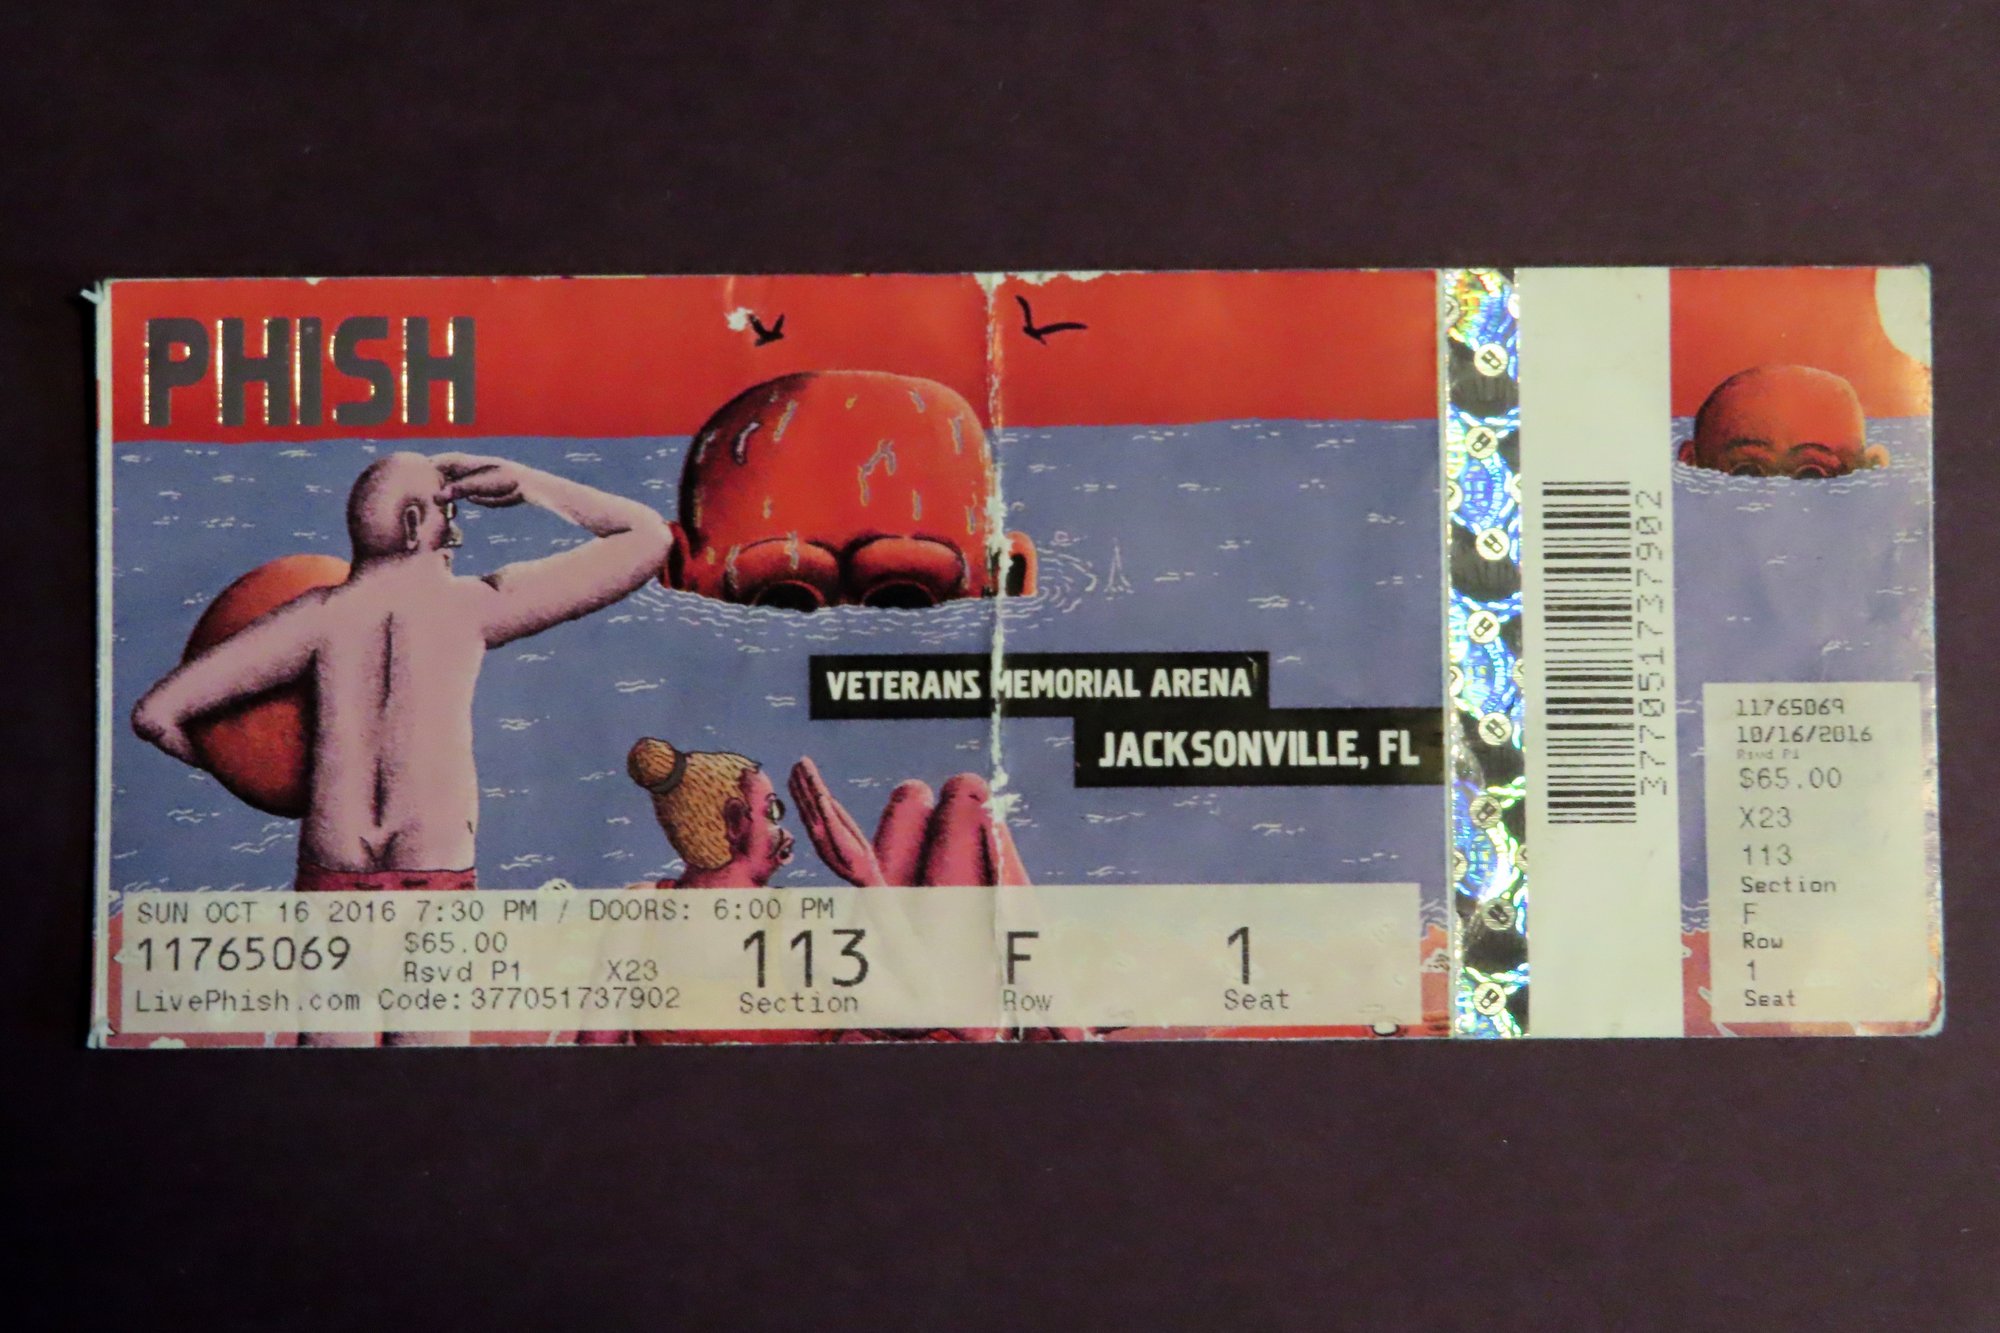 PHISH
VETERANS MEMORIAL ARENA
JACKSONVILLE, FL
SUN OCT 16 2016 7:30 PM / DOORS: 6:00 PM
11765069
$65.00
Rsvd P1 X23
LivePhish.com Code: 377051737902
113
Section
F
Row
1
Seat
377051737902
11765069
10/16/2016
Rsvd P1
$65.00
X23
113
Section
F
Row
1
Seat